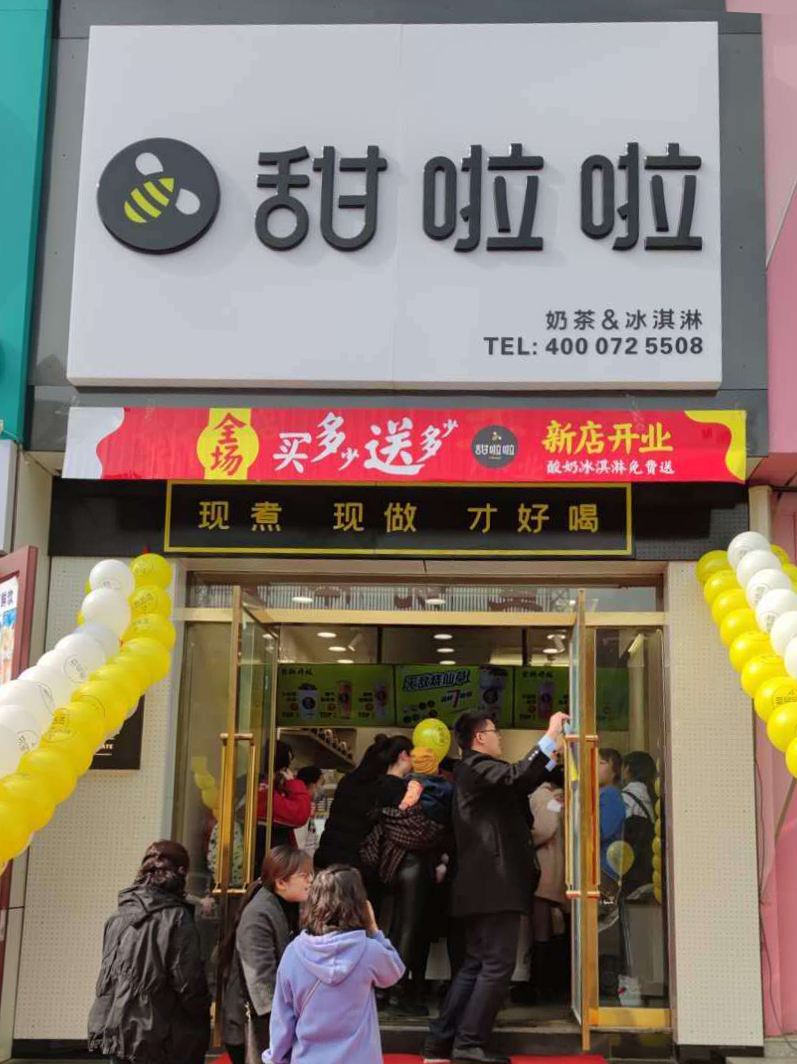 甜啦啦
奶茶&冰淇淋
TEL: 400 072 5508
全场
买多少送多少
甜啦啦
新店开业
酸奶冰淇淋免费送
现煮 现做 才好喝